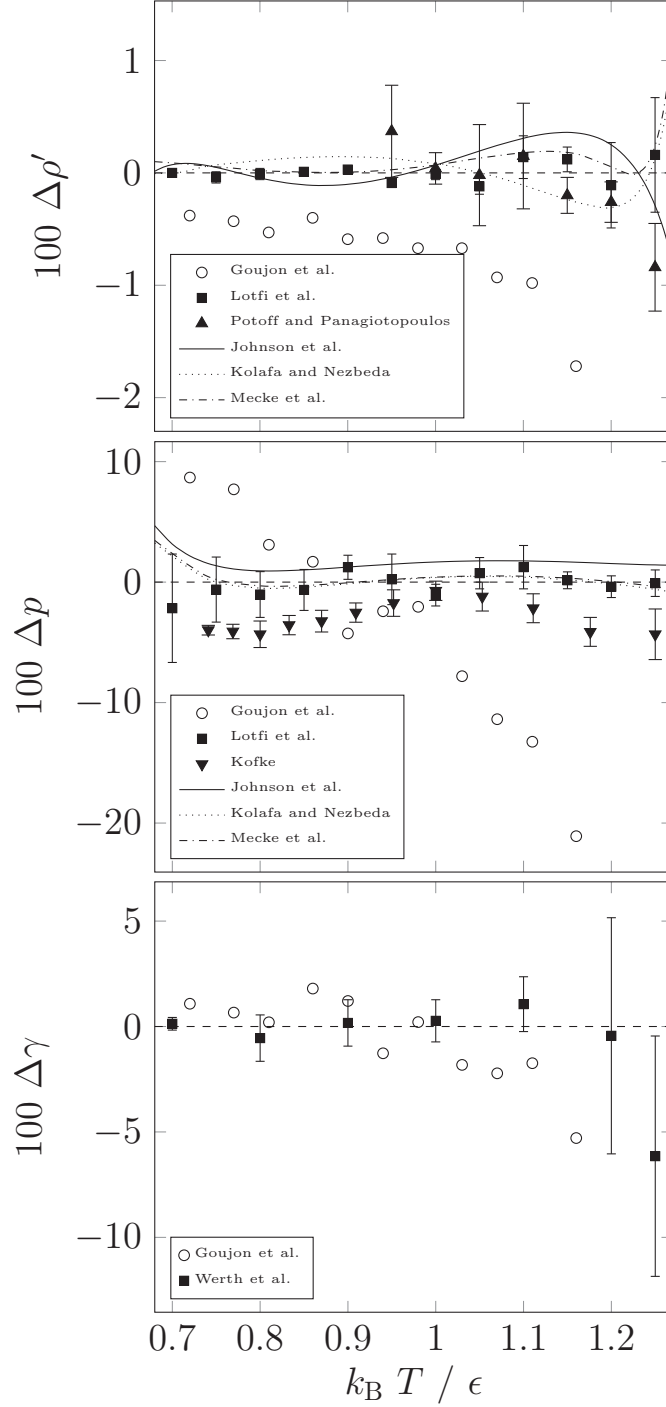 1
0
−1
−2
100 Δρ′
Goujon et al.
Lotfi et al.
Potoff and Panagiotopoulos
Johnson et al.
Kolafa and Nezbeda
Mecke et al.
10
0
−10
−20
100 Δp
Goujon et al.
Lotfi et al.
Kofke
Johnson et al.
Kolafa and Nezbeda
Mecke et al.
5
0
−5
−10
100 Δγ
Goujon et al.
Werth et al.
0.7 0.8 0.9 1 1.1 1.2
k_B T / ϵ